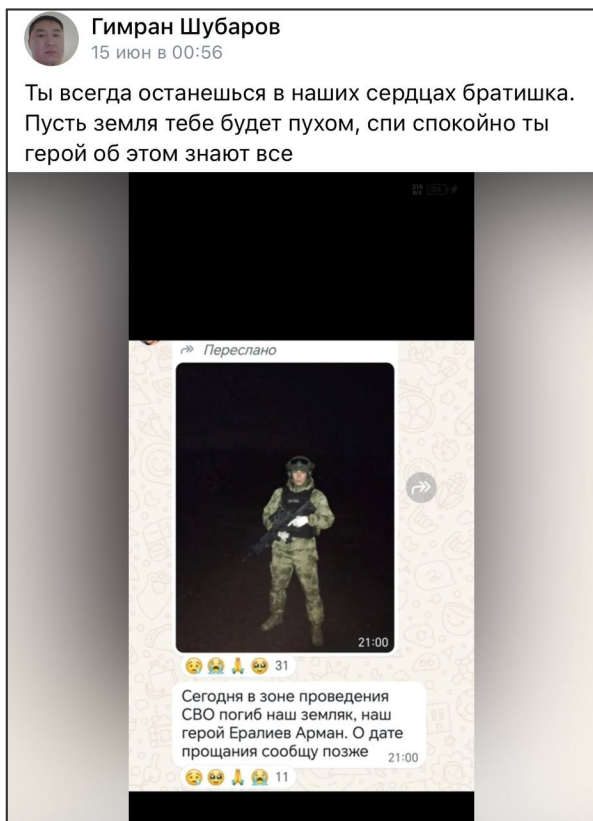 Гимран Шубаров
15 июн в 00:56
Ты всегда останешься в наших сердцах братишка.
Пусть земля тебе будет пухом, спи спокойно ты
герой об этом знают все
Переслано
21:00
31
Сегодня в зоне проведения
СВО погиб наш земляк, наш
герой Ералиев Арман. О дате
прощания сообщу позже
21:00
11